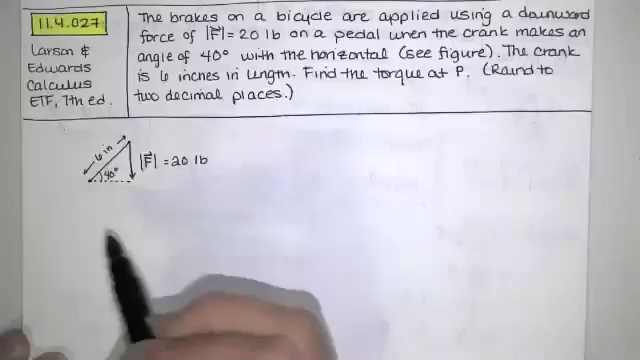 11.4.027
Larson &
Edwards
Calculus
ETF, 7th ed.
The brakes on a bicycle are applied using a downward
force of |F⃗| = 20 lb on a pedal when the crank makes an
angle of 40° with the horizontal (see figure). The crank
is 6 inches in length. Find the torque at P. (Round to
two decimal places.)
6 in
40°
|F⃗| = 20 lb